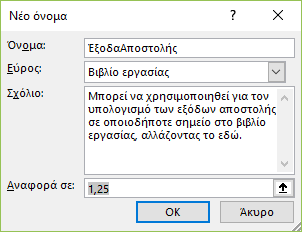 Νέο όνομα
Όνομα:
ΈξοδαΑποστολής
Εύρος:
Βιβλίο εργασίας
Σχόλιο:
Μπορεί να χρησιμοποιηθεί για τον
υπολογισμό των εξόδων αποστολής
σε οποιοδήποτε σημείο στο βιβλίο
εργασίας, αλλάζοντας το εδώ.
Αναφορά σε:
1,25
OK
Άκυρο